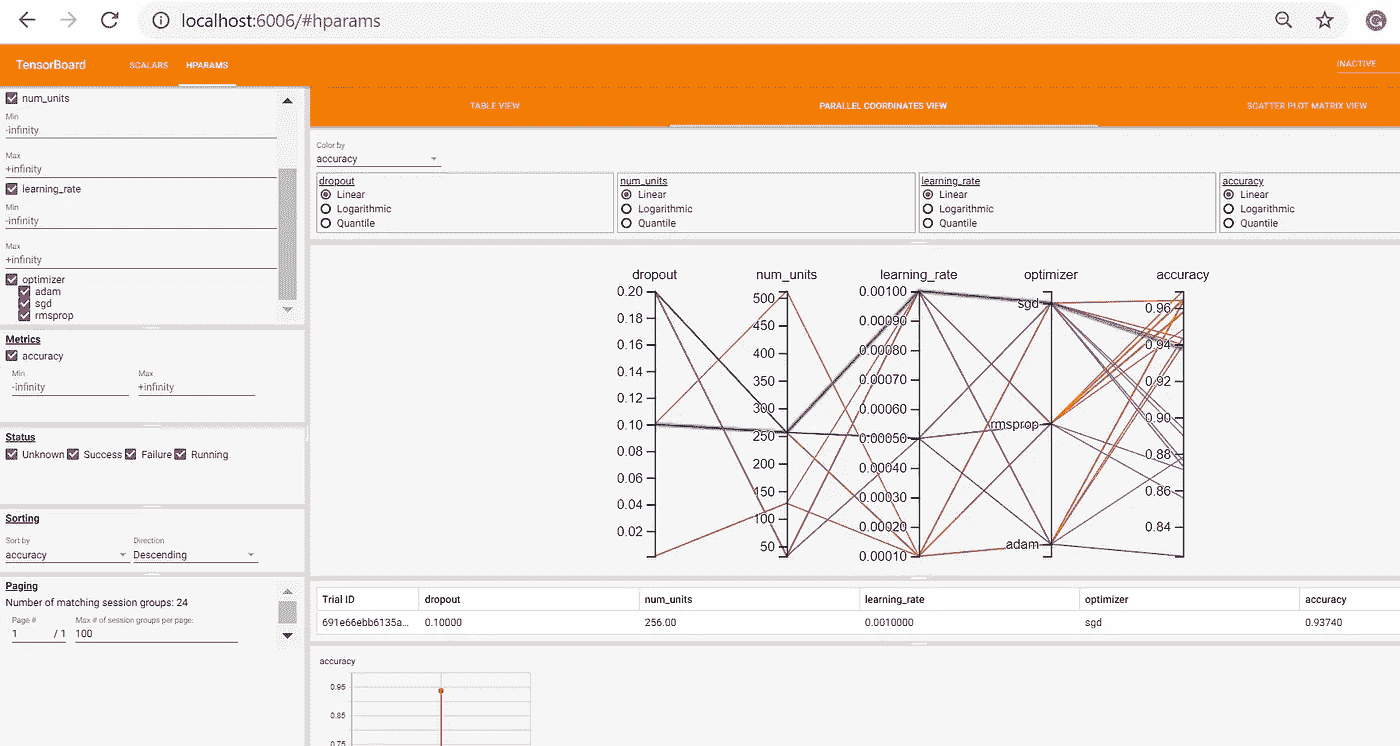 localhost:6006/#hparams
TensorBoard SCALARS HPARAMS INACTIVE
num_units
Min
-infinity
Max
+infinity
learning_rate
Min
-infinity
Max
+infinity
optimizer
adam
sgd
rmsprop
Metrics
accuracy
Min Max
-infinity +infinity
Status
Unknown Success Failure Running
Sorting
Sort by Direction
accuracy Descending
Paging
Number of matching session groups: 24
Page # Max # of session groups per page:
1 / 1 100
TABLE VIEW PARALLEL COORDINATES VIEW SCATTER PLOT MATRIX VIEW
Color by
accuracy
dropout num_units learning_rate accuracy
Linear Linear Linear Linear
Logarithmic Logarithmic Logarithmic Logarithmic
Quantile Quantile Quantile Quantile
dropout num_units learning_rate optimizer accuracy
0.20
0.18
0.16
0.14
0.12
0.10
0.08
0.06
0.04
0.02
500
450
400
350
300
250
200
150
100
50
0.00100
0.00090
0.00080
0.00070
0.00060
0.00050
0.00040
0.00030
0.00020
0.00010
sgd
rmsprop
adam
0.96
0.94
0.92
0.90
0.88
0.86
0.84
Trial ID dropout num_units learning_rate optimizer accuracy
691e66ebb6135a... 0.10000 256.00 0.0010000 sgd 0.93740
accuracy
0.95
0.85
0.75